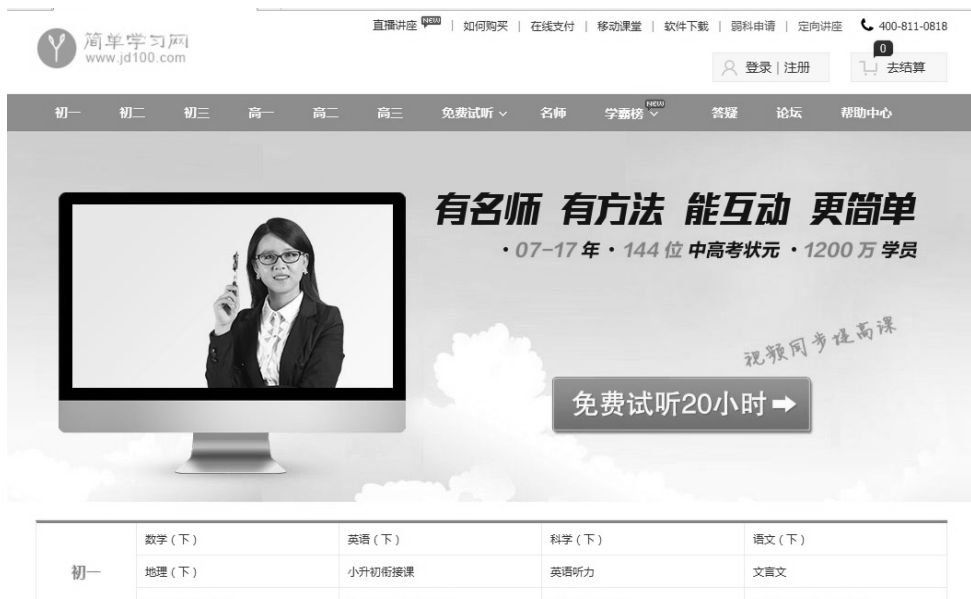 直播讲座 NEW | 如何购买 | 在线支付 | 移动课堂 | 软件下载 | 弱科申请 | 定向讲座 400-811-0818
简单学习网
www.jd100.com
登录 | 注册
0
去结算
初一 初二 初三 高一 高二 高三 免费试听 名师 学霸榜 NEW 答疑 论坛 帮助中心
有名师 有方法 能互动 更简单
·07-17年·144位中高考状元·1200万学员
视频同步提高课
免费试听20小时
初一
数学(下) 英语(下) 科学(下) 语文(下)
地理(下) 小升初衔接课 英语听力 文言文